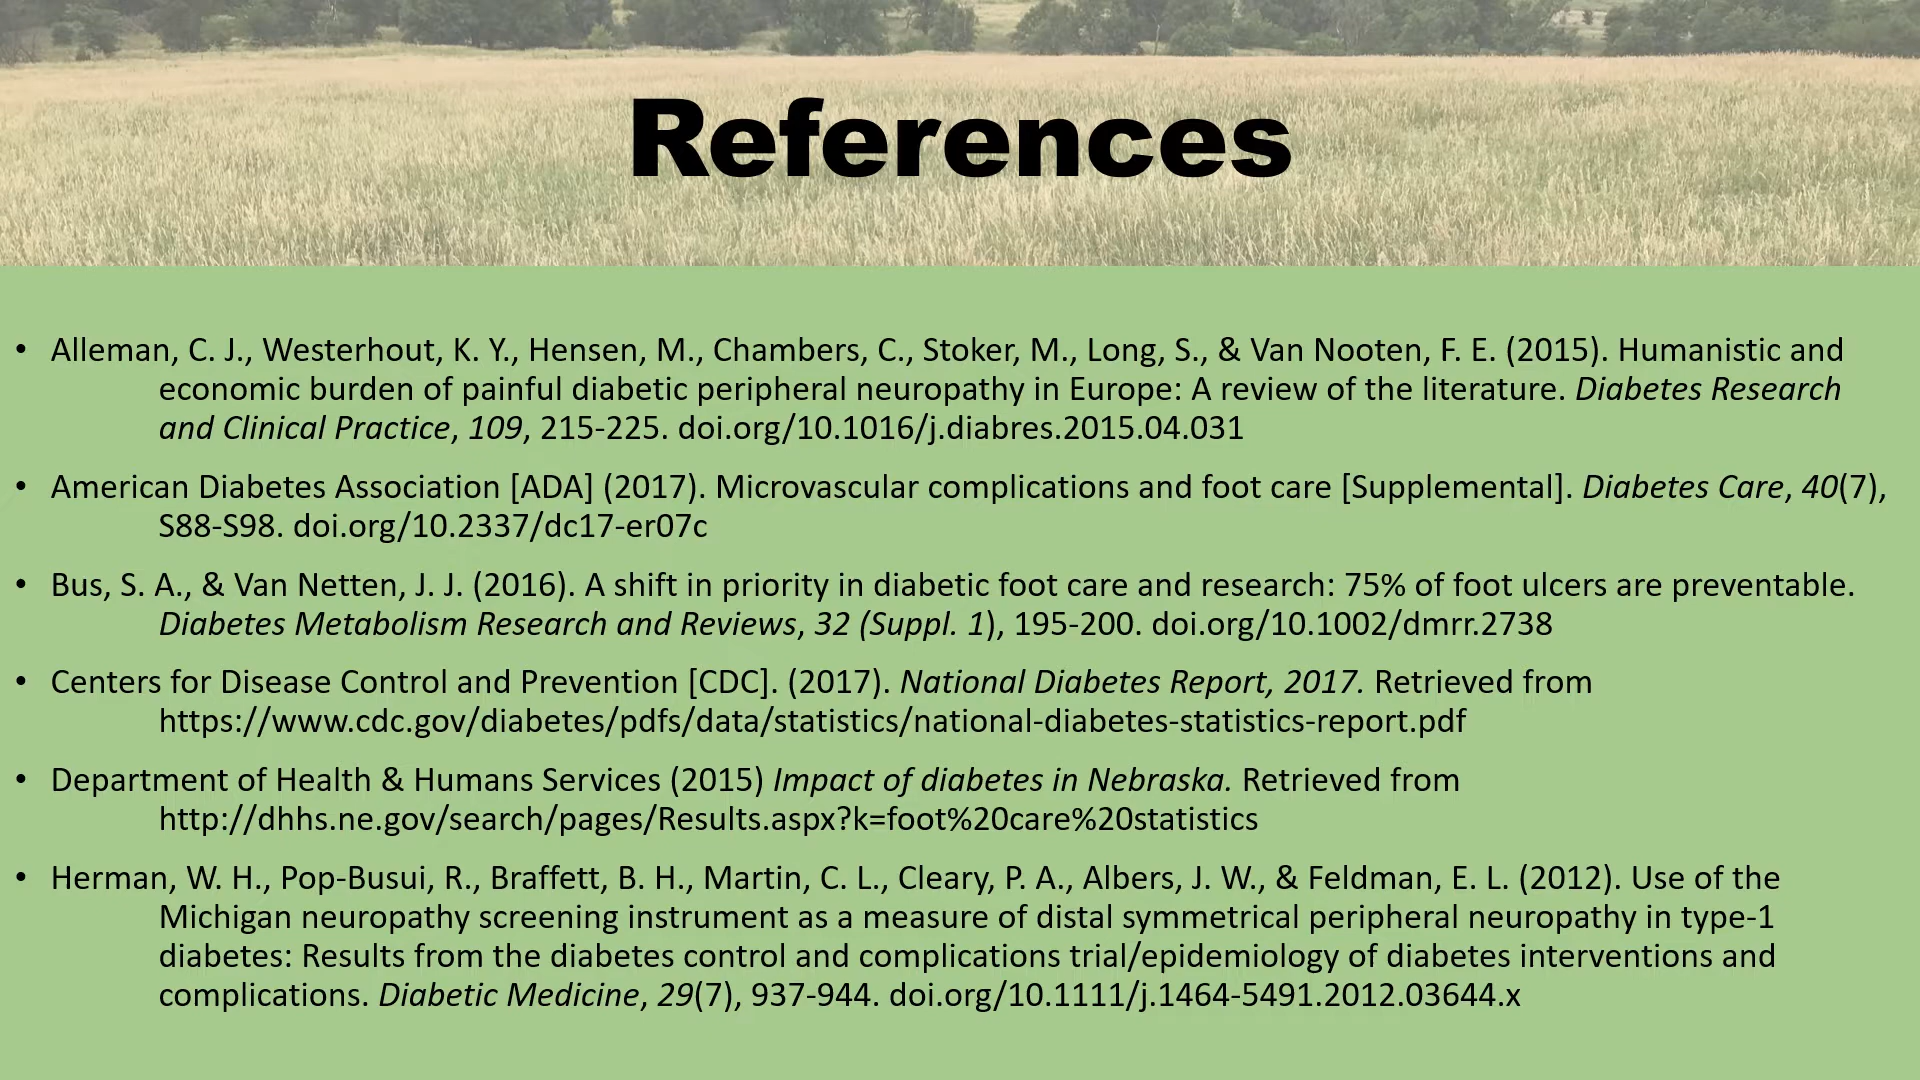 References
• Alleman, C. J., Westerhout, K. Y., Hensen, M., Chambers, C., Stoker, M., Long, S., & Van Nooten, F. E. (2015). Humanistic and
economic burden of painful diabetic peripheral neuropathy in Europe: A review of the literature. Diabetes Research
and Clinical Practice, 109, 215-225. doi.org/10.1016/j.diabres.2015.04.031
• American Diabetes Association [ADA] (2017). Microvascular complications and foot care [Supplemental]. Diabetes Care, 40(7),
S88-S98. doi.org/10.2337/dc17-er07c
• Bus, S. A., & Van Netten, J. J. (2016). A shift in priority in diabetic foot care and research: 75% of foot ulcers are preventable.
Diabetes Metabolism Research and Reviews, 32 (Suppl. 1), 195-200. doi.org/10.1002/dmrr.2738
• Centers for Disease Control and Prevention [CDC]. (2017). National Diabetes Report, 2017. Retrieved from
https://www.cdc.gov/diabetes/pdfs/data/statistics/national-diabetes-statistics-report.pdf
• Department of Health & Humans Services (2015) Impact of diabetes in Nebraska. Retrieved from
http://dhhs.ne.gov/search/pages/Results.aspx?k=foot%20care%20statistics
• Herman, W. H., Pop-Busui, R., Braffett, B. H., Martin, C. L., Cleary, P. A., Albers, J. W., & Feldman, E. L. (2012). Use of the
Michigan neuropathy screening instrument as a measure of distal symmetrical peripheral neuropathy in type-1
diabetes: Results from the diabetes control and complications trial/epidemiology of diabetes interventions and
complications. Diabetic Medicine, 29(7), 937-944. doi.org/10.1111/j.1464-5491.2012.03644.x